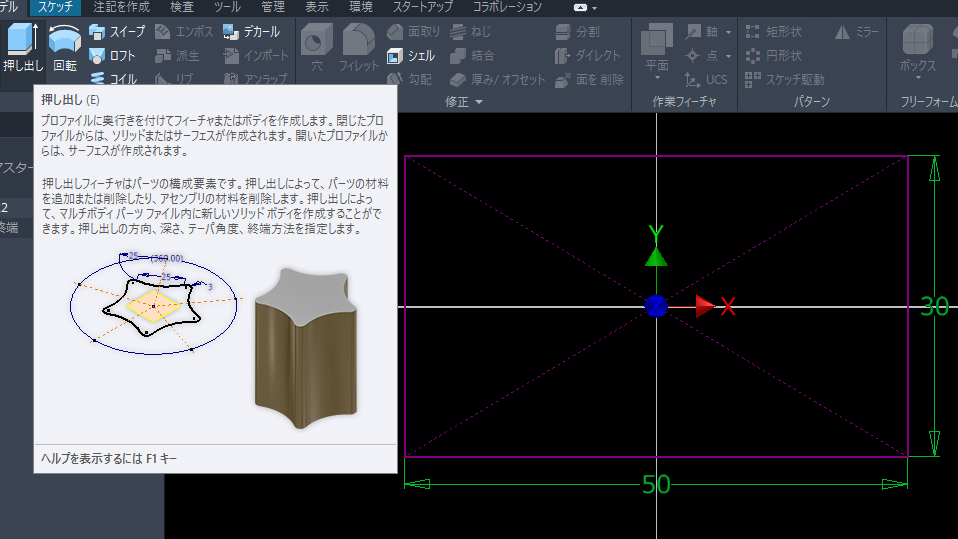 デル スケッチ 注記を作成 検査 ツール 管理 表示 環境 スタートアップ コラボレーション
押し出し 回転
スイープ エンボス デカール
ロフト 派生 インポート
コイル リブ アンラップ
穴 フィレット
面取り ねじ 分割
シェル 結合 ダイレクト
勾配 厚み/オフセット 面を削除
修正
平面 軸 点 UCS
作業フィーチャ
矩形状 ミラー
円形状
スケッチ駆動
パターン
ボックス
フリーフォーム
押し出し (E)
プロファイルに奥行きを付けてフィーチャまたはボディを作成します。閉じたプロ
ファイルからは、ソリッドまたはサーフェスが作成されます。開いたプロファイルか
らは、サーフェスが作成されます。
押し出しフィーチャはパーツの構成要素です。押し出しによって、パーツの材料
を追加または削除したり、アセンブリの材料を削除します。押し出しによっ
て、マルチボディ パーツ ファイル内に新しいソリッド ボディを作成することがで
きます。押し出しの方向、深さ、テーパ角度、終端方法を指定します。
25 (360.00)
25
3
ヘルプを表示するには F1 キー
アスター
.2
終端
Y
Z X
30
50